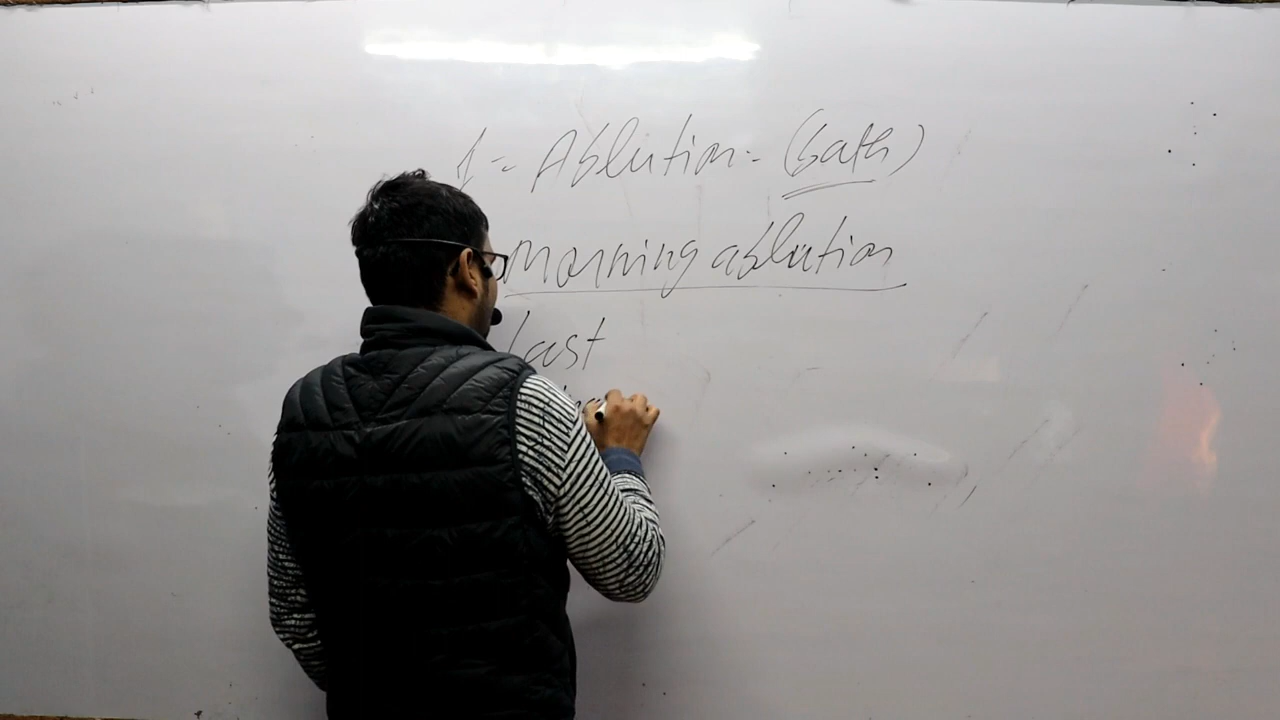 1 = Ablution - (bath)
Morning ablution
Last